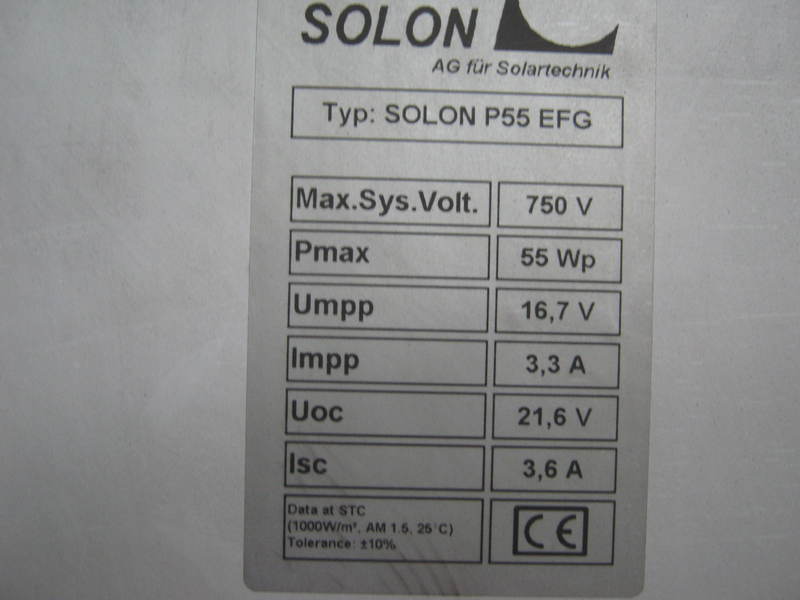 SOLON
AG für Solartechnik
Typ: SOLON P55 EFG
Max.Sys.Volt. 750 V
Pmax 55 Wp
Umpp 16,7 V
Impp 3,3 A
Uoc 21,6 V
Isc 3,6 A
Data at STC
(1000W/m², AM 1.5, 25°C)
Tolerance: ±10%
CE